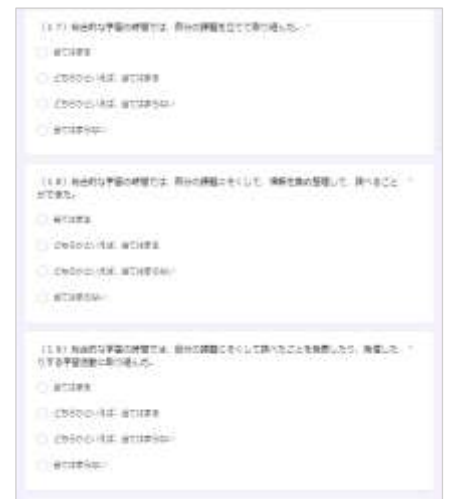 (17) 総合的な学習の時間では、自分の課題を立てて取り組んだ。 *
当てはまる
どちらかといえば、当てはまる
どちらかといえば、当てはまらない
当てはまらない
(18) 総合的な学習の時間では、自分の課題にそくして、情報を集め整理して、調べること *
ができた。
当てはまる
どちらかといえば、当てはまる
どちらかといえば、当てはまらない
当てはまらない
(19) 総合的な学習の時間では、自分の課題にそくして調べたことを発表したり、発信した *
りする学習活動に取り組んだ。
当てはまる
どちらかといえば、当てはまる
どちらかといえば、当てはまらない
当てはまらない